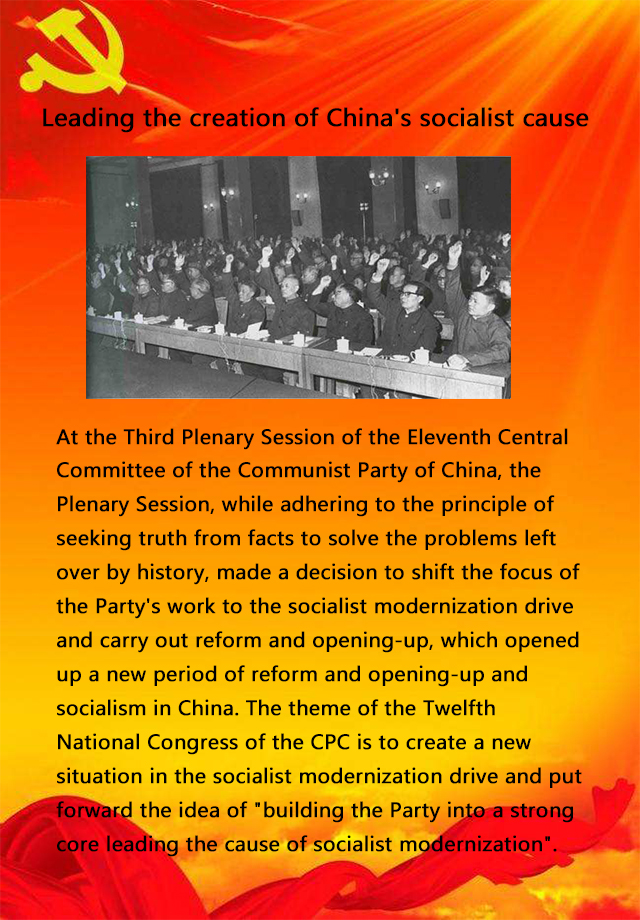 Leading the creation of China's socialist cause
At the Third Plenary Session of the Eleventh Central
Committee of the Communist Party of China, the
Plenary Session, while adhering to the principle of
seeking truth from facts to solve the problems left
over by history, made a decision to shift the focus of
the Party's work to the socialist modernization drive
and carry out reform and opening-up, which opened
up a new period of reform and opening-up and
socialism in China. The theme of the Twelfth
National Congress of the CPC is to create a new
situation in the socialist modernization drive and put
forward the idea of "building the Party into a strong
core leading the cause of socialist modernization".